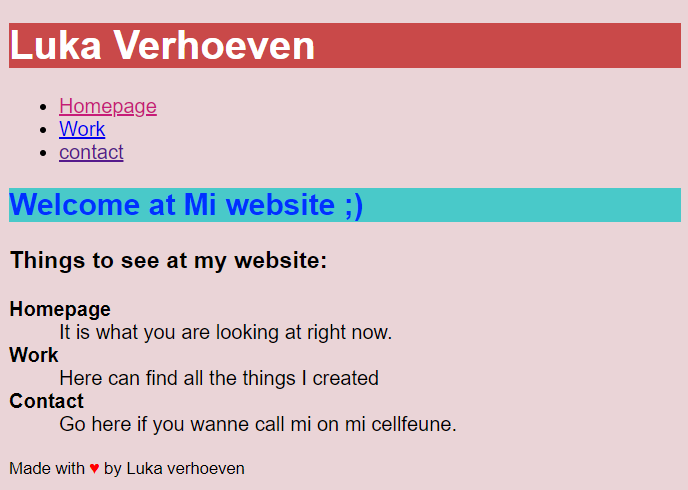 Luka Verhoeven
Homepage
Work
contact
Welcome at Mi website ;)
Things to see at my website:
Homepage
It is what you are looking at right now.
Work
Here can find all the things I created
Contact
Go here if you wanne call mi on mi cellfeune.
Made with ♥ by Luka verhoeven